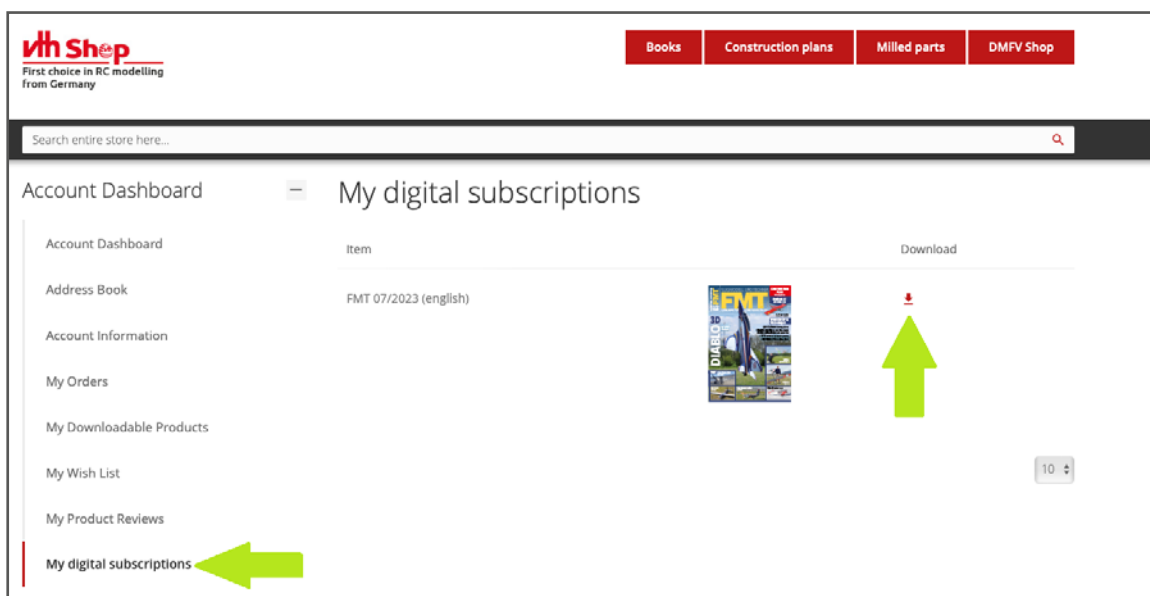 vth Shop
First choice in RC modelling
from Germany
Books
Construction plans
Milled parts
DMFV Shop
Search entire store here...
Account Dashboard
My digital subscriptions
Account Dashboard
Item
Download
Address Book
FMT 07/2023 (english)
FMT
3D
DIABLO
Account Information
My Orders
My Downloadable Products
My Wish List
10
My Product Reviews
My digital subscriptions